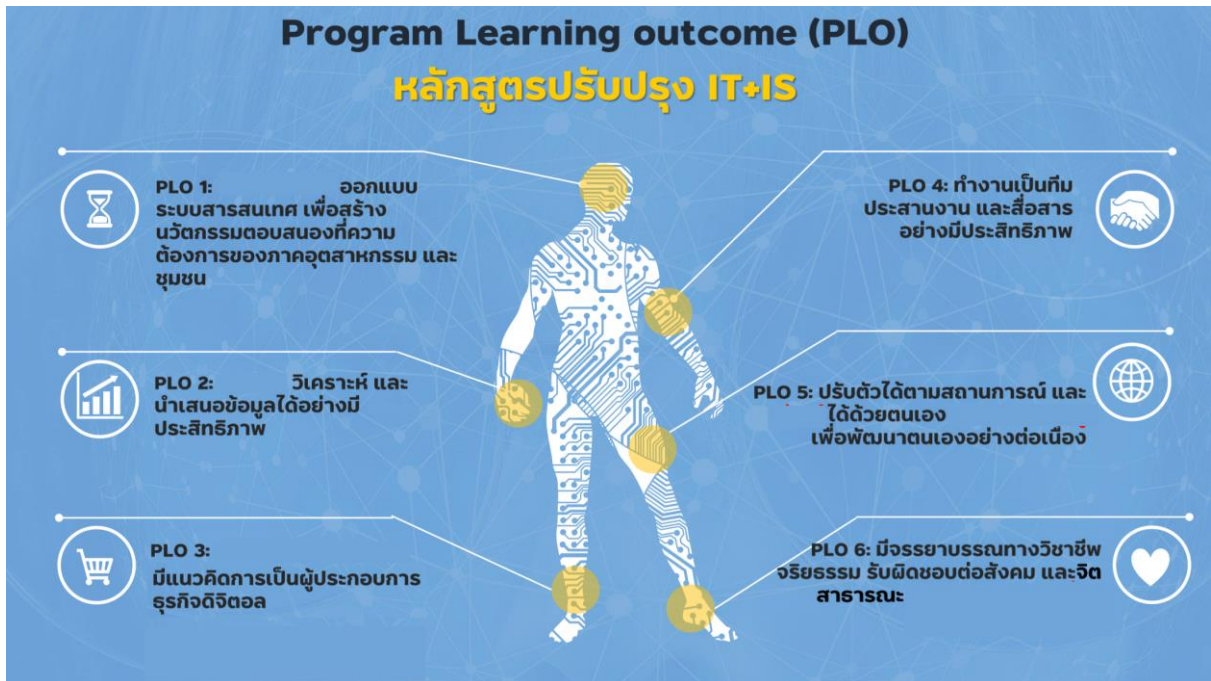 Program Learning outcome (PLO)
หลักสูตรปรับปรุง IT+IS
PLO 1: ออกแบบ
ระบบสารสนเทศ เพื่อสร้าง
นวัตกรรมตอบสนองที่ความ
ต้องการของภาคอุตสาหกรรม และ
ชุมชน
PLO 2: วิเคราะห์ และ
นำเสนอข้อมูลได้อย่างมี
ประสิทธิภาพ
PLO 3:
มีแนวคิดการเป็นผู้ประกอบการ
ธุรกิจดิจิตอล
PLO 4: ทำงานเป็นทีม
ประสานงาน และสื่อสาร
อย่างมีประสิทธิภาพ
PLO 5: ปรับตัวได้ตามสถานการณ์ และ
ได้ด้วยตนเอง
เพื่อพัฒนาตนเองอย่างต่อเนื่อง
PLO 6: มีจรรยาบรรณทางวิชาชีพ
จริยธรรม รับผิดชอบต่อสังคม และจิต
สาธารณะ